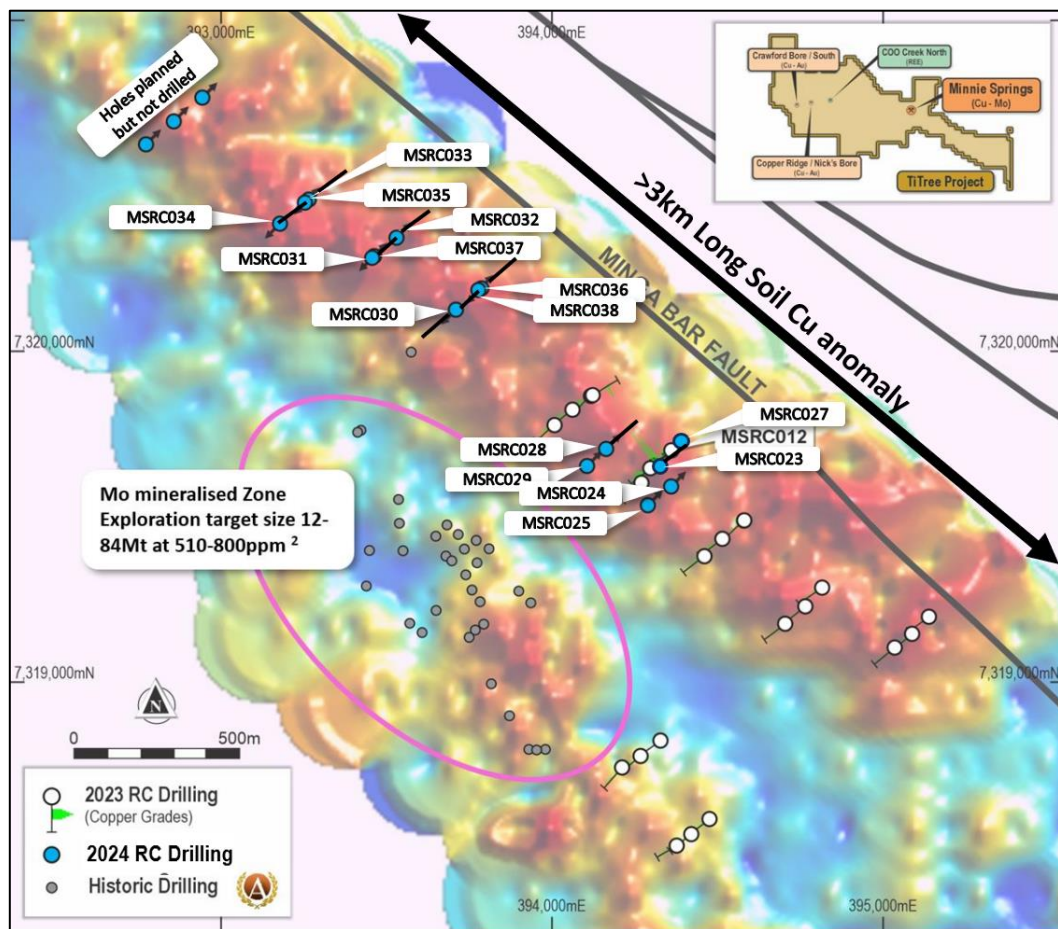 393,000mE
394,000mE
Holes planned
but not drilled
Crawford Bore / South
(Cu - Au)
COO Creek North
(REE)
Minnie Springs
(Cu - Mo)
Copper Ridge / Nick's Bore
(Cu - Au)
TiTree Project
>3km Long Soil Cu anomaly
MINGA BAR FAULT
MSRC033
MSRC035
MSRC034
MSRC032
MSRC037
MSRC031
MSRC036
MSRC038
MSRC030
7,320,000mN
7,320,000mN
MSRC027
MSRC012
MSRC028
MSRC023
MSRC029
MSRC024
MSRC025
Mo mineralised Zone
Exploration target size 12-
84Mt at 510-800ppm 2
7,319,000mN
7,319,000mN
N
0 500m
2023 RC Drilling
(Copper Grades)
2024 RC Drilling
Historic Drilling
A
394,000mE
395,000mE